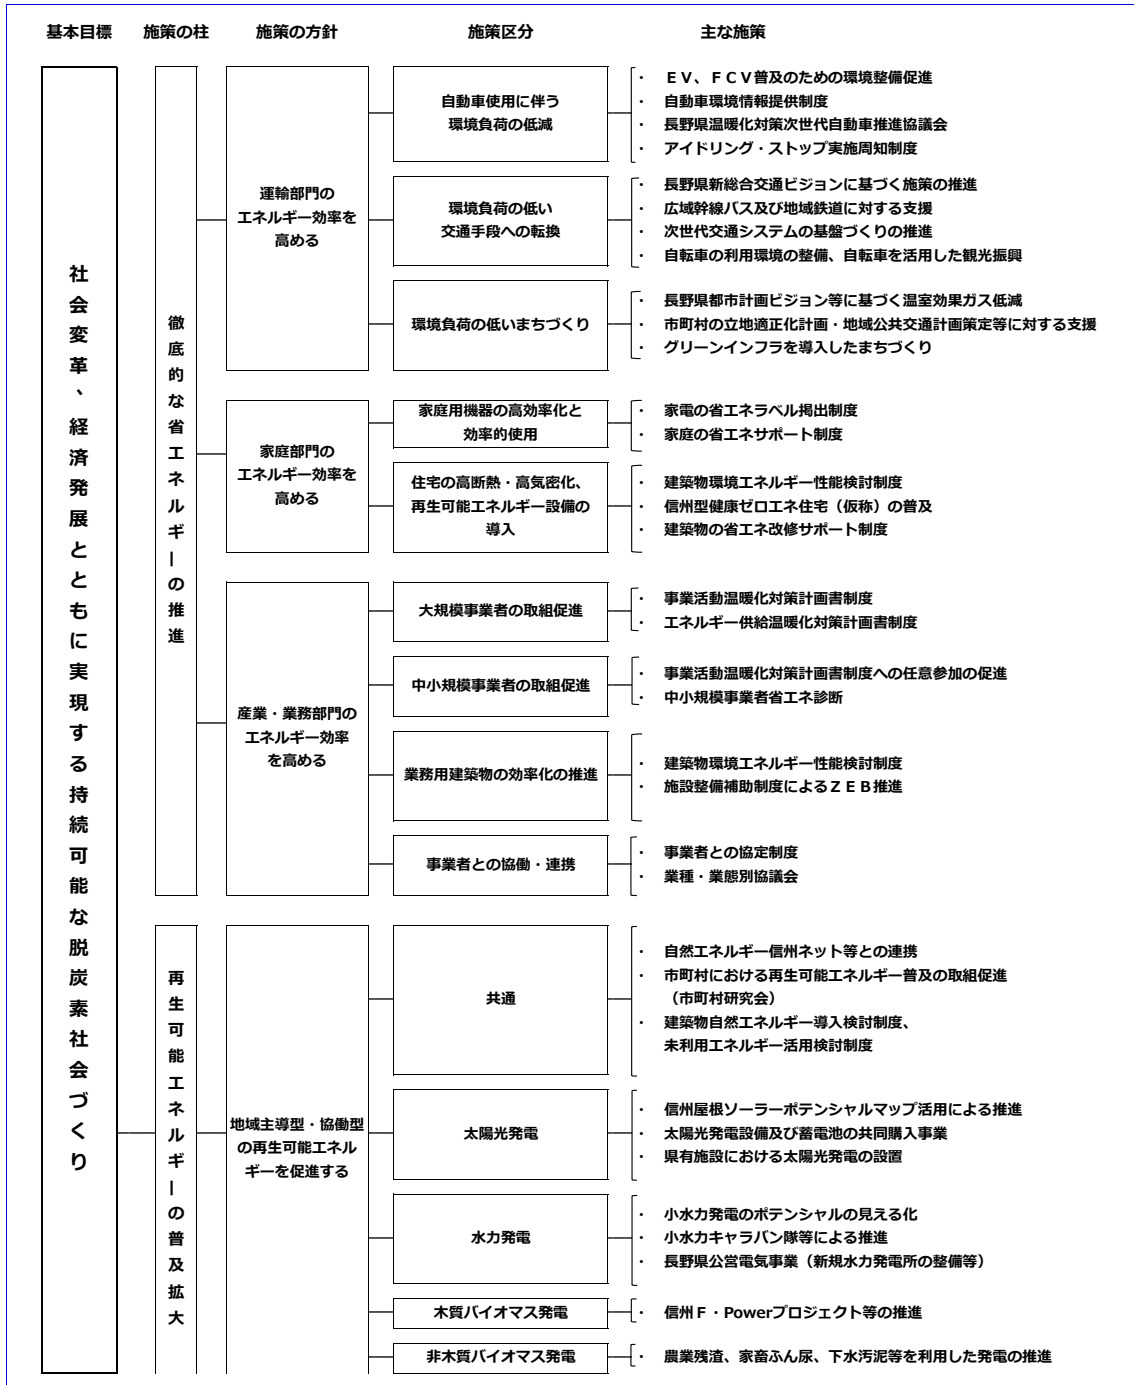 基本目標 施策の柱 施策の方針 施策区分 主な施策
社会変革、経済発展とともに実現する持続可能な脱炭素社会づくり
徹底的な省エネルギーの推進
運輸部門の
エネルギー効率を
高める
自動車使用に伴う
環境負荷の低減
・ ＥＶ、ＦＣＶ普及のための環境整備促進
・ 自動車環境情報提供制度
・ 長野県温暖化対策次世代自動車推進協議会
・ アイドリング・ストップ実施周知制度
環境負荷の低い
交通手段への転換
・ 長野県新総合交通ビジョンに基づく施策の推進
・ 広域幹線バス及び地域鉄道に対する支援
・ 次世代交通システムの基盤づくりの推進
・ 自転車の利用環境の整備、自転車を活用した観光振興
環境負荷の低いまちづくり
・ 長野県都市計画ビジョン等に基づく温室効果ガス低減
・ 市町村の立地適正化計画・地域公共交通計画策定等に対する支援
・ グリーンインフラを導入したまちづくり
家庭部門の
エネルギー効率を
高める
家庭用機器の高効率化と
効率的使用
・ 家電の省エネラベル掲出制度
・ 家庭の省エネサポート制度
住宅の高断熱・高気密化、
再生可能エネルギー設備の
導入
・ 建築物環境エネルギー性能検討制度
・ 信州型健康ゼロエネ住宅（仮称）の普及
・ 建築物の省エネ改修サポート制度
産業・業務部門の
エネルギー効率
を高める
大規模事業者の取組促進
・ 事業活動温暖化対策計画書制度
・ エネルギー供給温暖化対策計画書制度
中小規模事業者の取組促進
・ 事業活動温暖化対策計画書制度への任意参加の促進
・ 中小規模事業者省エネ診断
業務用建築物の効率化の推進
・ 建築物環境エネルギー性能検討制度
・ 施設整備補助制度によるＺＥＢ推進
事業者との協働・連携
・ 事業者との協定制度
・ 業種・業態別協議会
再生可能エネルギーの普及拡大
地域主導型・協働型
の再生可能エネル
ギーを促進する
共通
・ 自然エネルギー信州ネット等との連携
・ 市町村における再生可能エネルギー普及の取組促進
（市町村研究会）
・ 建築物自然エネルギー導入検討制度、
未利用エネルギー活用検討制度
太陽光発電
・ 信州屋根ソーラーポテンシャルマップ活用による推進
・ 太陽光発電設備及び蓄電池の共同購入事業
・ 県有施設における太陽光発電の設置
水力発電
・ 小水力発電のポテンシャルの見える化
・ 小水力キャラバン隊等による推進
・ 長野県公営電気事業（新規水力発電所の整備等）
木質バイオマス発電
・ 信州Ｆ・Powerプロジェクト等の推進
非木質バイオマス発電
・ 農業残渣、家畜ふん尿、下水汚泥等を利用した発電の推進